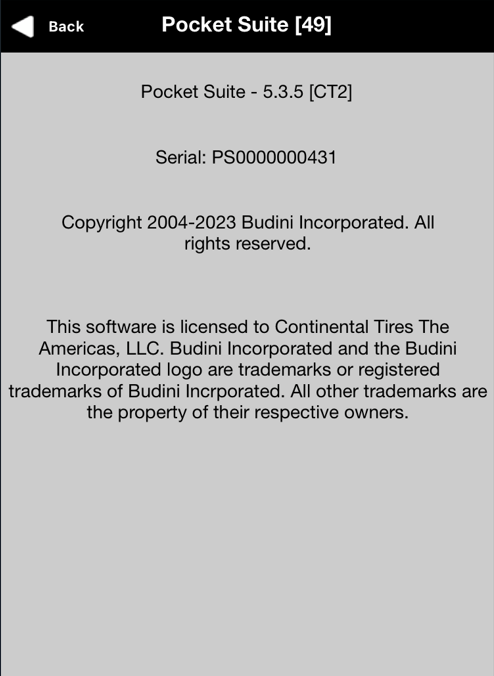 Back
Pocket Suite [49]
Pocket Suite - 5.3.5 [CT2]
Serial: PS0000000431
Copyright 2004-2023 Budini Incorporated. All
rights reserved.
This software is licensed to Continental Tires The
Americas, LLC. Budini Incorporated and the Budini
Incorporated logo are trademarks or registered
trademarks of Budini Incrporated. All other trademarks are
the property of their respective owners.